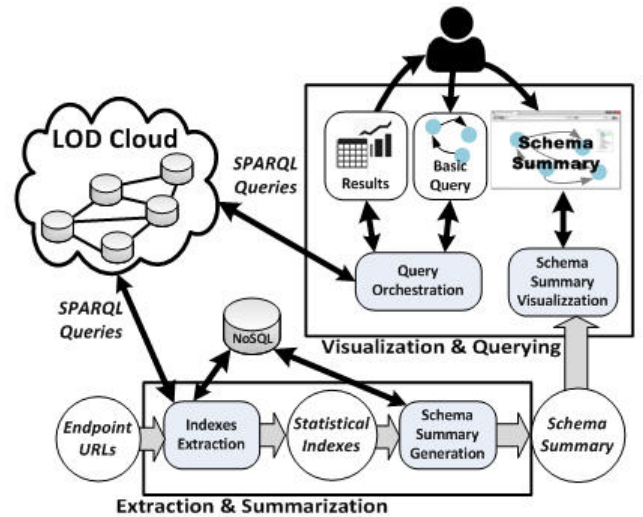 LOD Cloud
SPARQL
Queries
Results
Basic
Query
Schema
Summary
Query
Orchestration
Schema
Summary
Visualizzation
Visualization & Querying
SPARQL
Queries
NoSQL
Endpoint
URLs
Indexes
Extraction
Statistical
Indexes
Schema
Summary
Generation
Schema
Summary
Extraction & Summarization